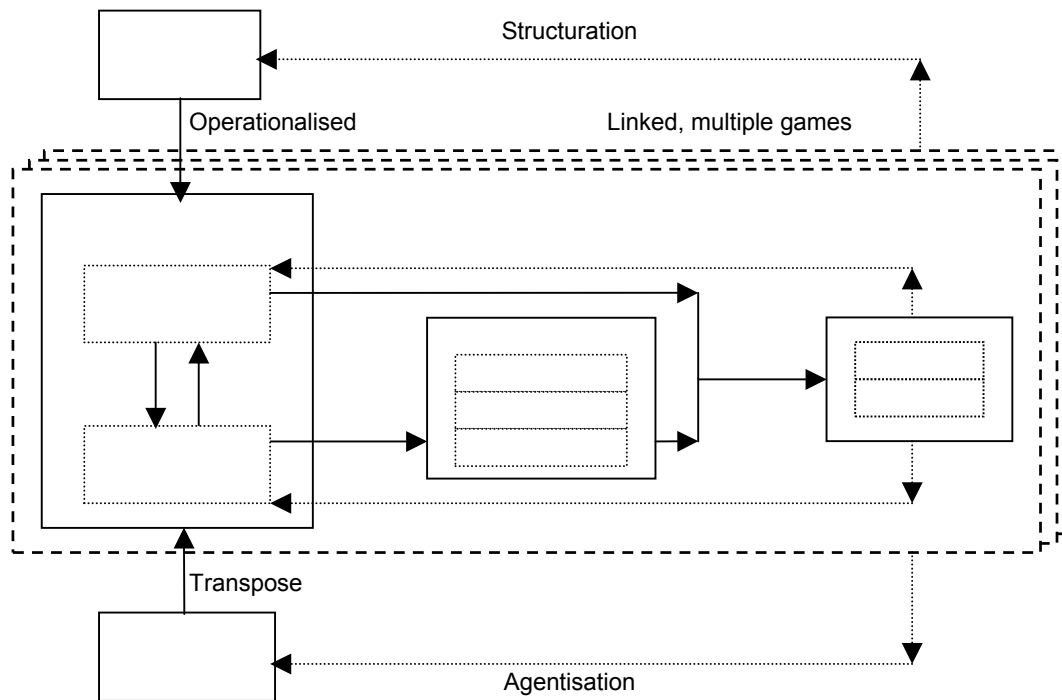 Structuration
Operationalised
Linked, multiple games
Transpose
Agentisation